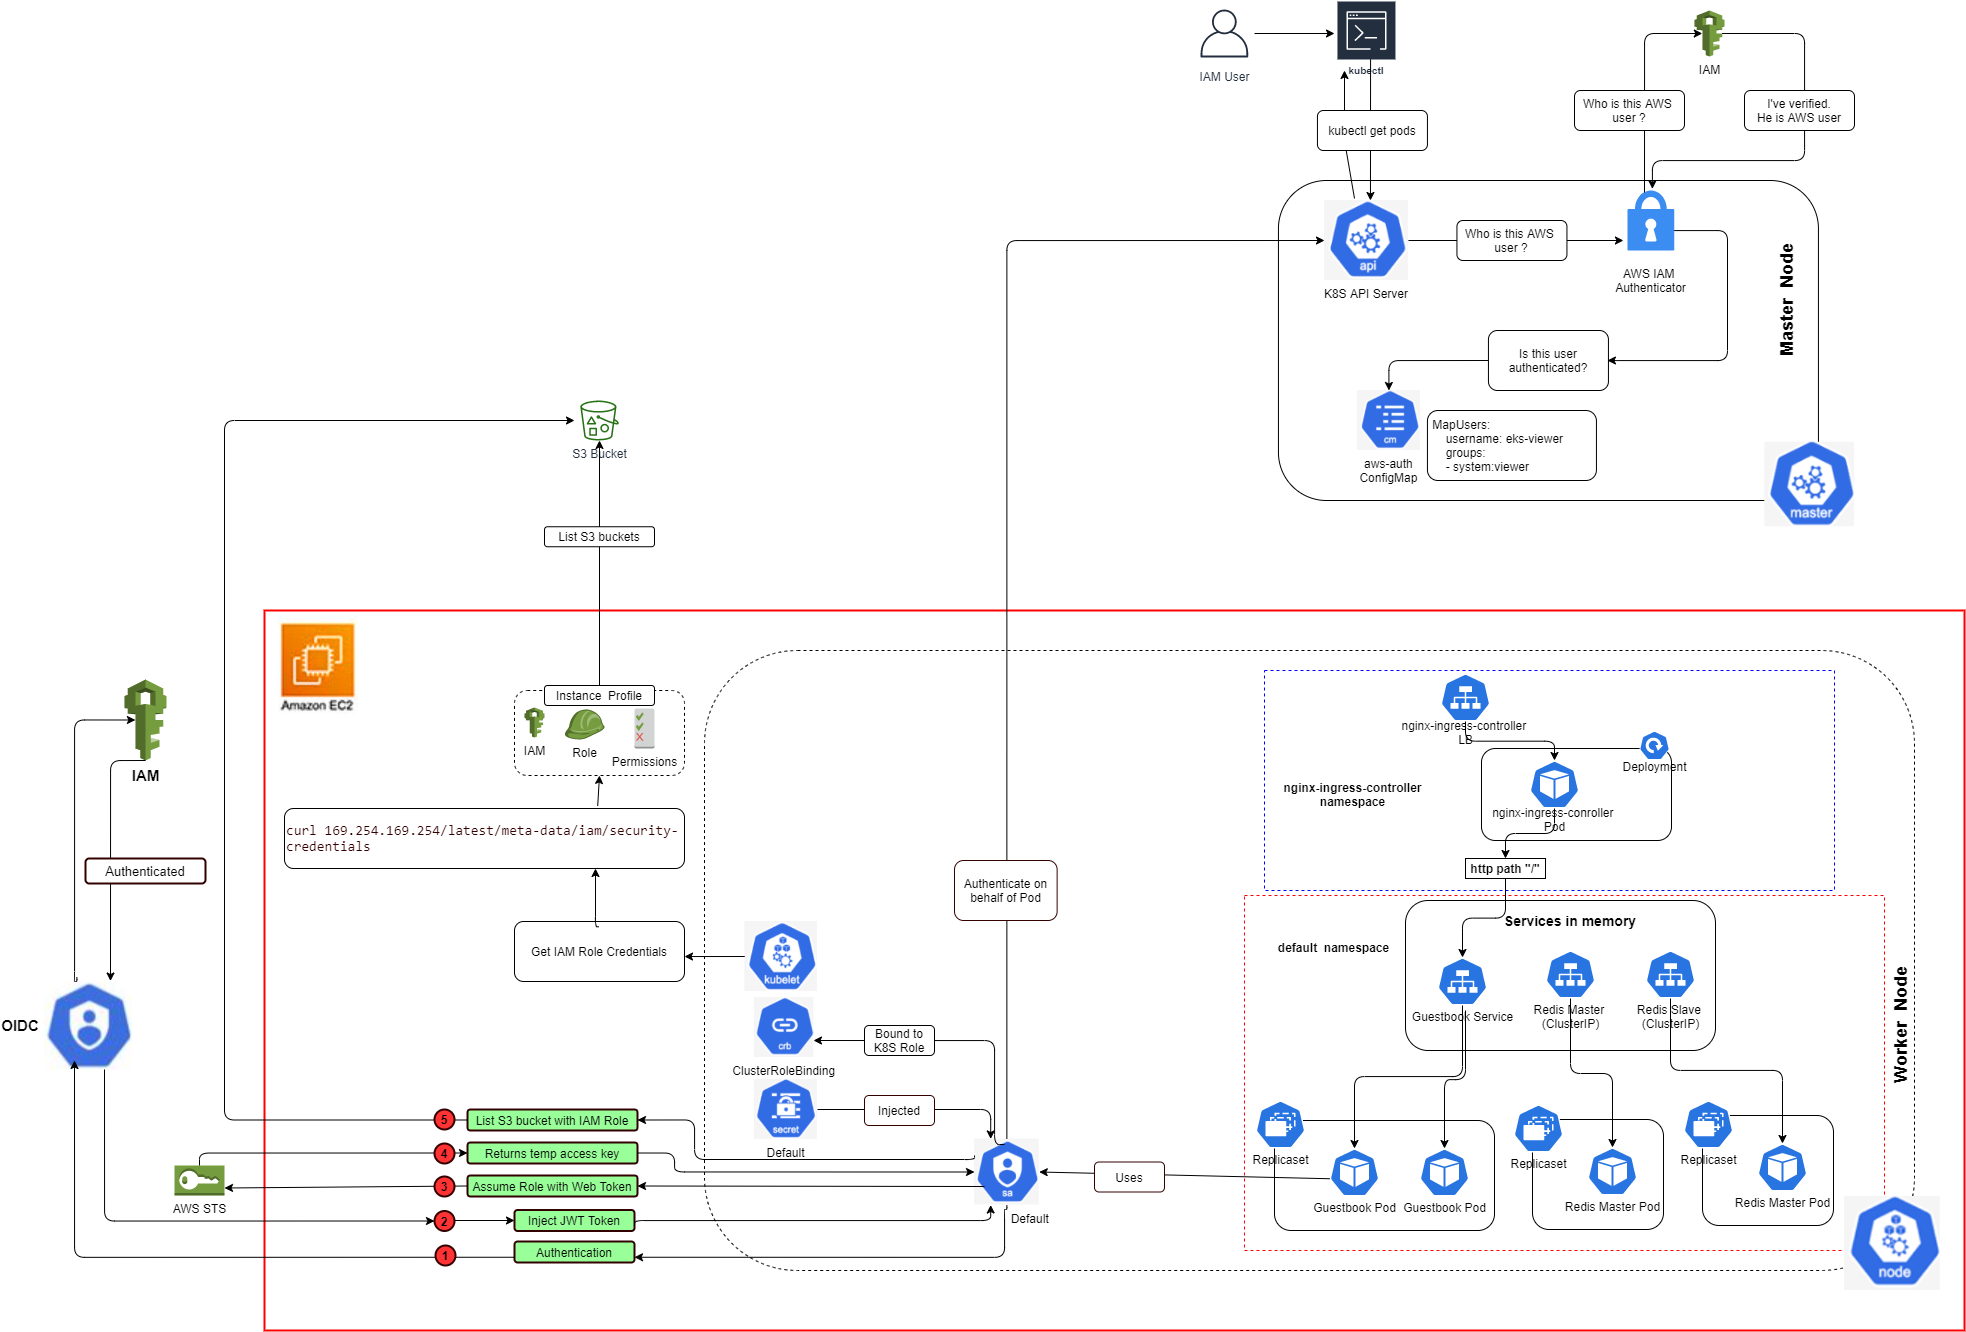 IAM User
kubectl
kubectl get pods
IAM
Who is this AWS
user ?
I've verified.
He is AWS user
api
K8S API Server
Who is this AWS
user ?
AWS IAM
Authenticator
Master Node
Is this user
authenticated?
cm
aws-auth
ConfigMap
MapUsers:
username: eks-viewer
groups:
- system:viewer
master
S3 Bucket
List S3 buckets
Amazon EC2
Instance Profile
IAM
Role
Permissions
curl 169.254.169.254/latest/meta-data/iam/security-
credentials
Get IAM Role Credentials
kubelet
IAM
Authenticated
OIDC
Authenticate on
behalf of Pod
crb
ClusterRoleBinding
Bound to
K8S Role
secret
Default
Injected
sa
Default
Uses
5
List S3 bucket with IAM Role
4
Returns temp access key
3
Assume Role with Web Token
AWS STS
2
Inject JWT Token
1
Authentication
nginx-ingress-controller
LB
Deployment
nginx-ingress-controller
namespace
nginx-ingress-conroller
Pod
http path "/"
Services in memory
default namespace
Guestbook Service
Redis Master
(ClusterIP)
Redis Slave
(ClusterIP)
Worker Node
Replicaset
Guestbook Pod
Guestbook Pod
Replicaset
Redis Master Pod
Replicaset
Redis Master Pod
node